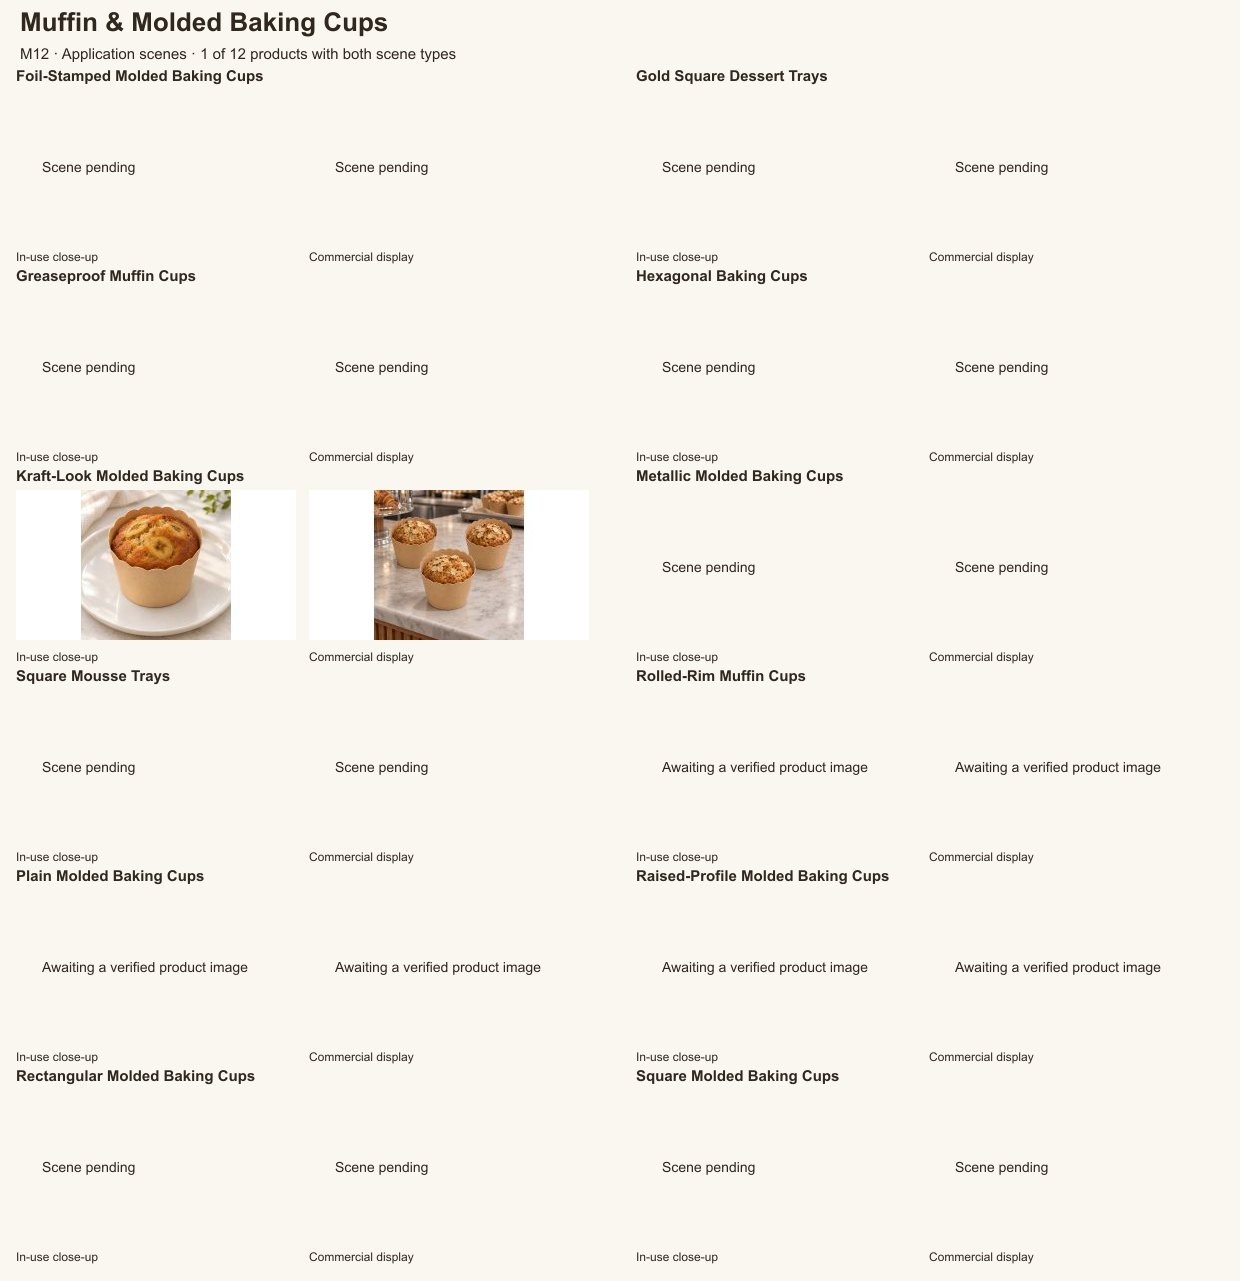 Muffin & Molded Baking Cups
M12 · Application scenes · 1 of 12 products with both scene types
Foil-Stamped Molded Baking Cups
Gold Square Dessert Trays
Scene pending
Scene pending
Scene pending
Scene pending
In-use close-up
Commercial display
In-use close-up
Commercial display
Greaseproof Muffin Cups
Hexagonal Baking Cups
Scene pending
Scene pending
Scene pending
Scene pending
In-use close-up
Commercial display
In-use close-up
Commercial display
Kraft-Look Molded Baking Cups
Metallic Molded Baking Cups
Scene pending
Scene pending
In-use close-up
Commercial display
In-use close-up
Commercial display
Square Mousse Trays
Rolled-Rim Muffin Cups
Scene pending
Scene pending
Awaiting a verified product image
Awaiting a verified product image
In-use close-up
Commercial display
In-use close-up
Commercial display
Plain Molded Baking Cups
Raised-Profile Molded Baking Cups
Awaiting a verified product image
Awaiting a verified product image
Awaiting a verified product image
Awaiting a verified product image
In-use close-up
Commercial display
In-use close-up
Commercial display
Rectangular Molded Baking Cups
Square Molded Baking Cups
Scene pending
Scene pending
Scene pending
Scene pending
In-use close-up
Commercial display
In-use close-up
Commercial display